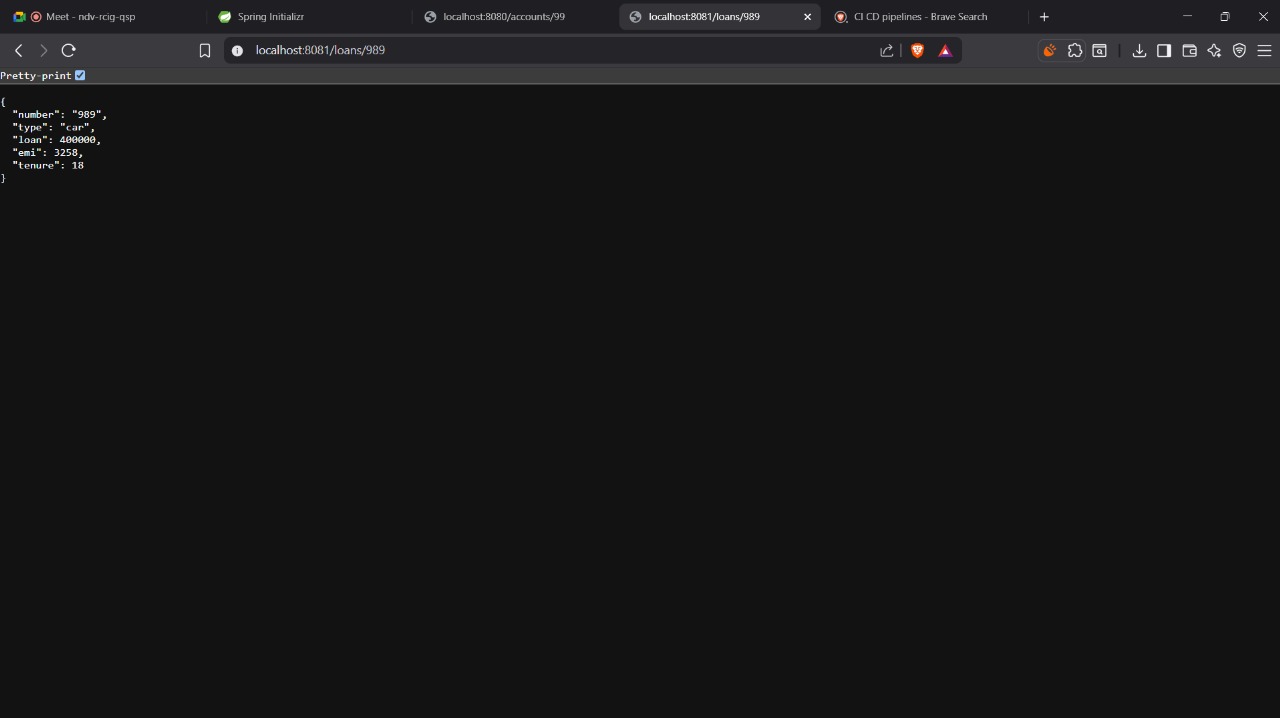 Meet - ndv-rcig-qsp
Spring Initializr
localhost:8080/accounts/99
localhost:8081/loans/989
CI CD pipelines - Brave Search
localhost:8081/loans/989
Pretty-print
{
"number": "989",
"type": "car",
"loan": 400000,
"emi": 3258,
"tenure": 18
}